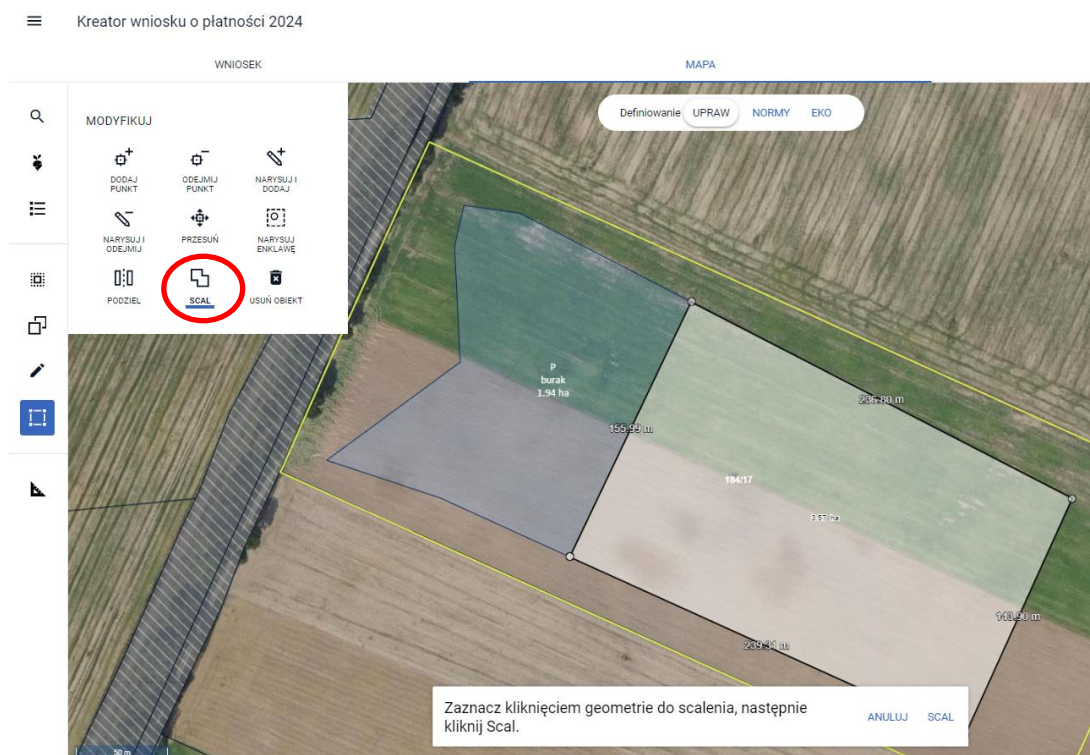 Kreator wniosku o płatności 2024
WNIOSEK
MAPA
MODYFIKUJ
Definiowanie UPRAW NORMY EKO
DODAJ
PUNKT
ODEJMIJ
PUNKT
NARYSUJ I
DODAJ
NARYSUJ I
ODEJMIJ
PRZESUŃ
NARYSUJ
ENKLAWĘ
PODZIEL
SCAL
USUŃ OBIEKT
P
burak
1.94 ha
236.80 m
155.99 m
184/17
3.57 ha
143.90 m
239.31 m
Zaznacz kliknięciem geometrie do scalenia, następnie
kliknij Scal.
ANULUJ SCAL
50 m